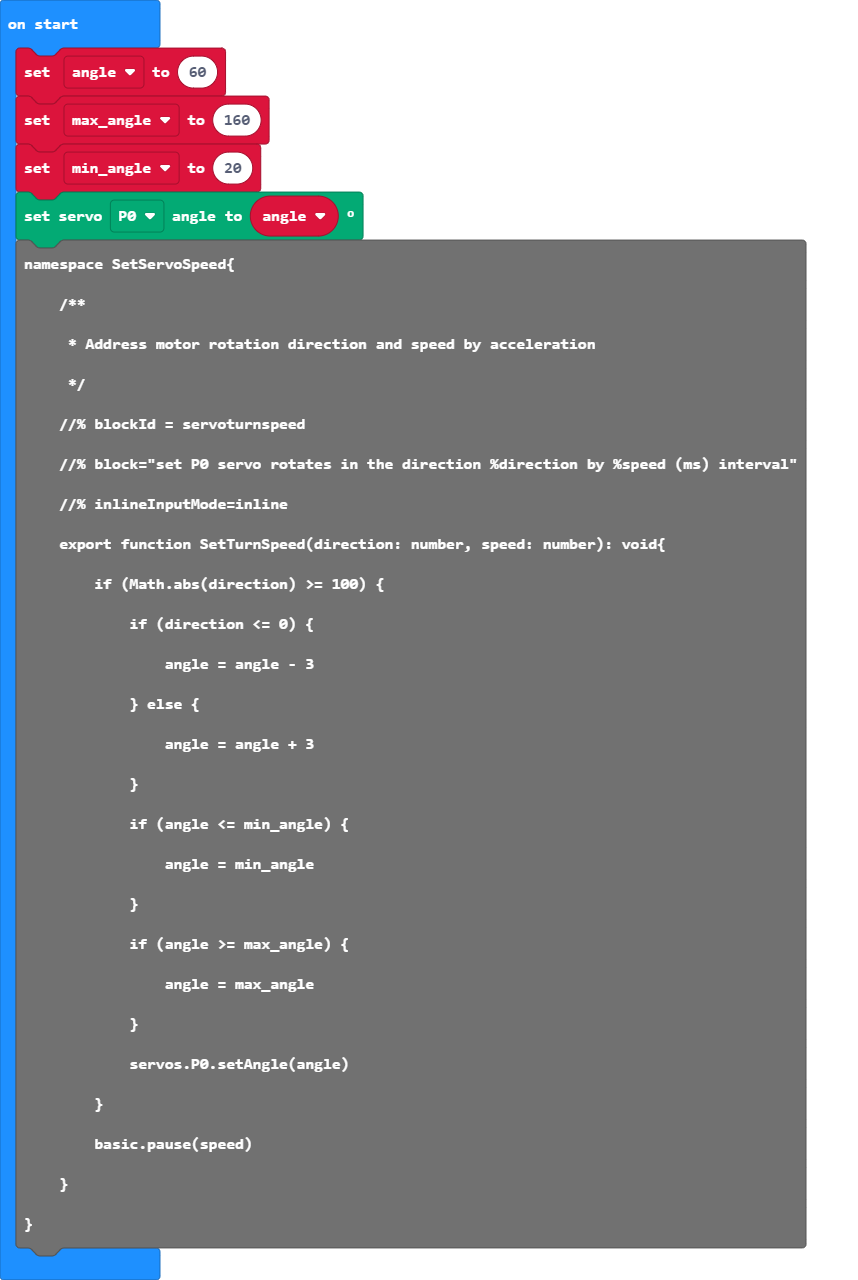 on start
set angle to 60
set max_angle to 160
set min_angle to 20
set servo P0 angle to angle °
namespace SetServoSpeed{
/**
* Address motor rotation direction and speed by acceleration
*/
//% blockId = servoturnspeed
//% block="set P0 servo rotates in the direction %direction by %speed (ms) interval"
//% inlineInputMode=inline
export function SetTurnSpeed(direction: number, speed: number): void{
if (Math.abs(direction) >= 100) {
if (direction <= 0) {
angle = angle - 3
} else {
angle = angle + 3
}
if (angle <= min_angle) {
angle = min_angle
}
if (angle >= max_angle) {
angle = max_angle
}
servos.P0.setAngle(angle)
}
basic.pause(speed)
}
}